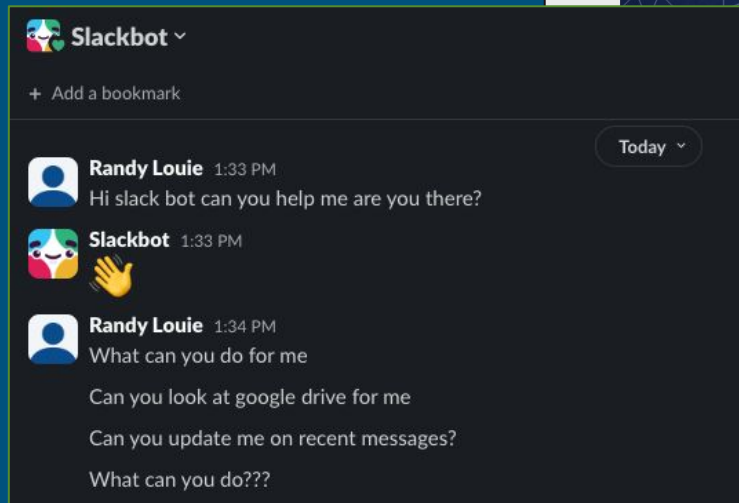 Slackbot
+ Add a bookmark
Today
Randy Louie 1:33 PM
Hi slack bot can you help me are you there?
Slackbot 1:33 PM
Randy Louie 1:34 PM
What can you do for me
Can you look at google drive for me
Can you update me on recent messages?
What can you do???